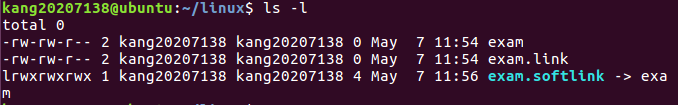 kang20207138@ubuntu:~/linux$ ls -l
total 0
-rw-rw-r-- 2 kang20207138 kang20207138 0 May  7 11:54 exam
-rw-rw-r-- 2 kang20207138 kang20207138 0 May  7 11:54 exam.link
lrwxrwxrwx 1 kang20207138 kang20207138 4 May  7 11:56 exam.softlink -> exa
m